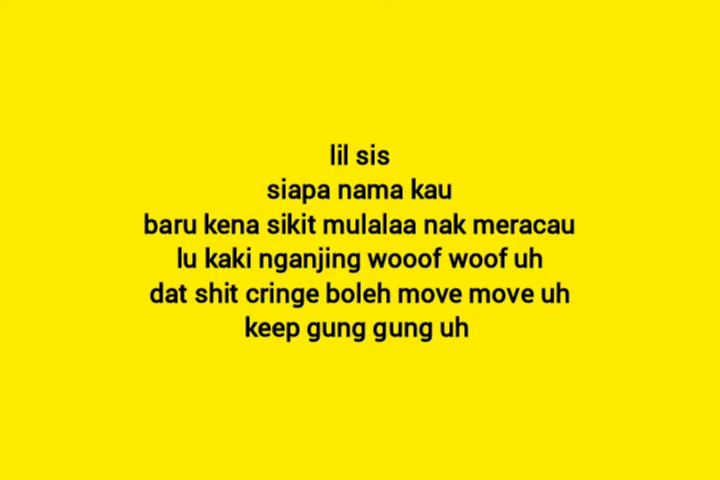 lil sis
siapa nama kau
baru kena sikit mulalaa nak meracau
lu kaki nganjing wooof woof uh
dat shit cringe boleh move move uh
keep gung gung uh